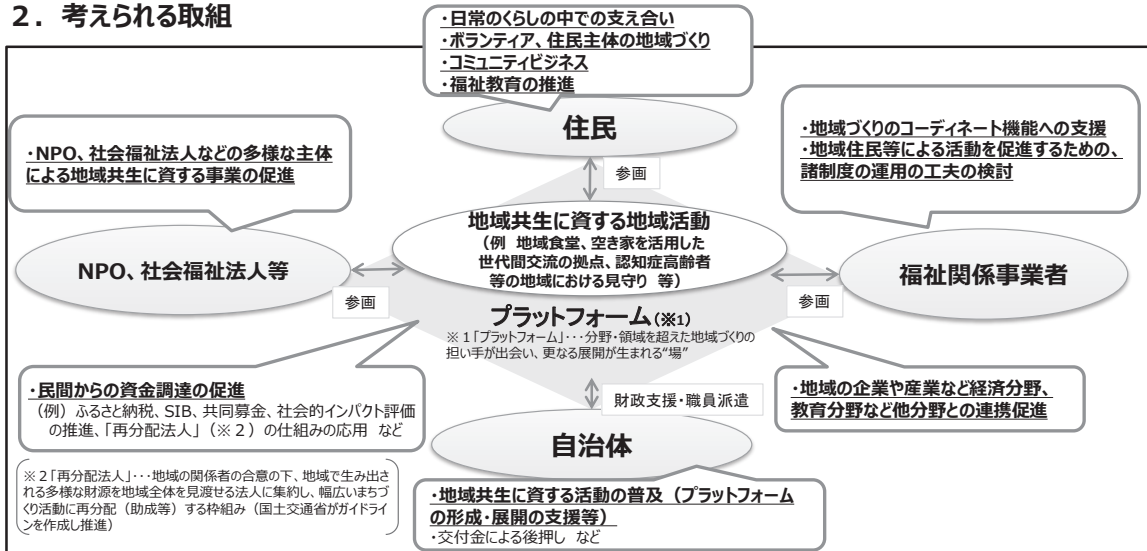 2．考えられる取組
・日常のくらしの中での支え合い
・ボランティア、住民主体の地域づくり
・コミュニティビジネス
・福祉教育の推進
住民
・NPO、社会福祉法人などの多様な主体
による地域共生に資する事業の促進
・地域づくりのコーディネート機能への支援
・地域住民等による活動を促進するための、
諸制度の運用の工夫の検討
参画
地域共生に資する地域活動
（例　地域食堂、空き家を活用した
世代間交流の拠点、認知症高齢者
等の地域における見守り　等）
NPO、社会福祉法人等
福祉関係事業者
参画
参画
プラットフォーム（※1）
※１「プラットフォーム」･･･分野・領域を超えた地域づくりの
担い手が出会い、更なる展開が生まれる“場”
・民間からの資金調達の促進
（例）ふるさと納税、SIB、共同募金、社会的インパクト評価
の推進、「再分配法人」（※２）の仕組みの応用　など
・地域の企業や産業など経済分野、
教育分野など他分野との連携促進
財政支援・職員派遣
自治体
※２「再分配法人」･･･地域の関係者の合意の下、地域で生み出さ
れる多様な財源を地域全体を見渡せる法人に集約し、幅広いまちづ
くり活動に再分配（助成等）する枠組み（国土交通省がガイドライ
ンを作成し推進）
・地域共生に資する活動の普及（プラットフォーム
の形成・展開の支援等）
・交付金による後押し　など